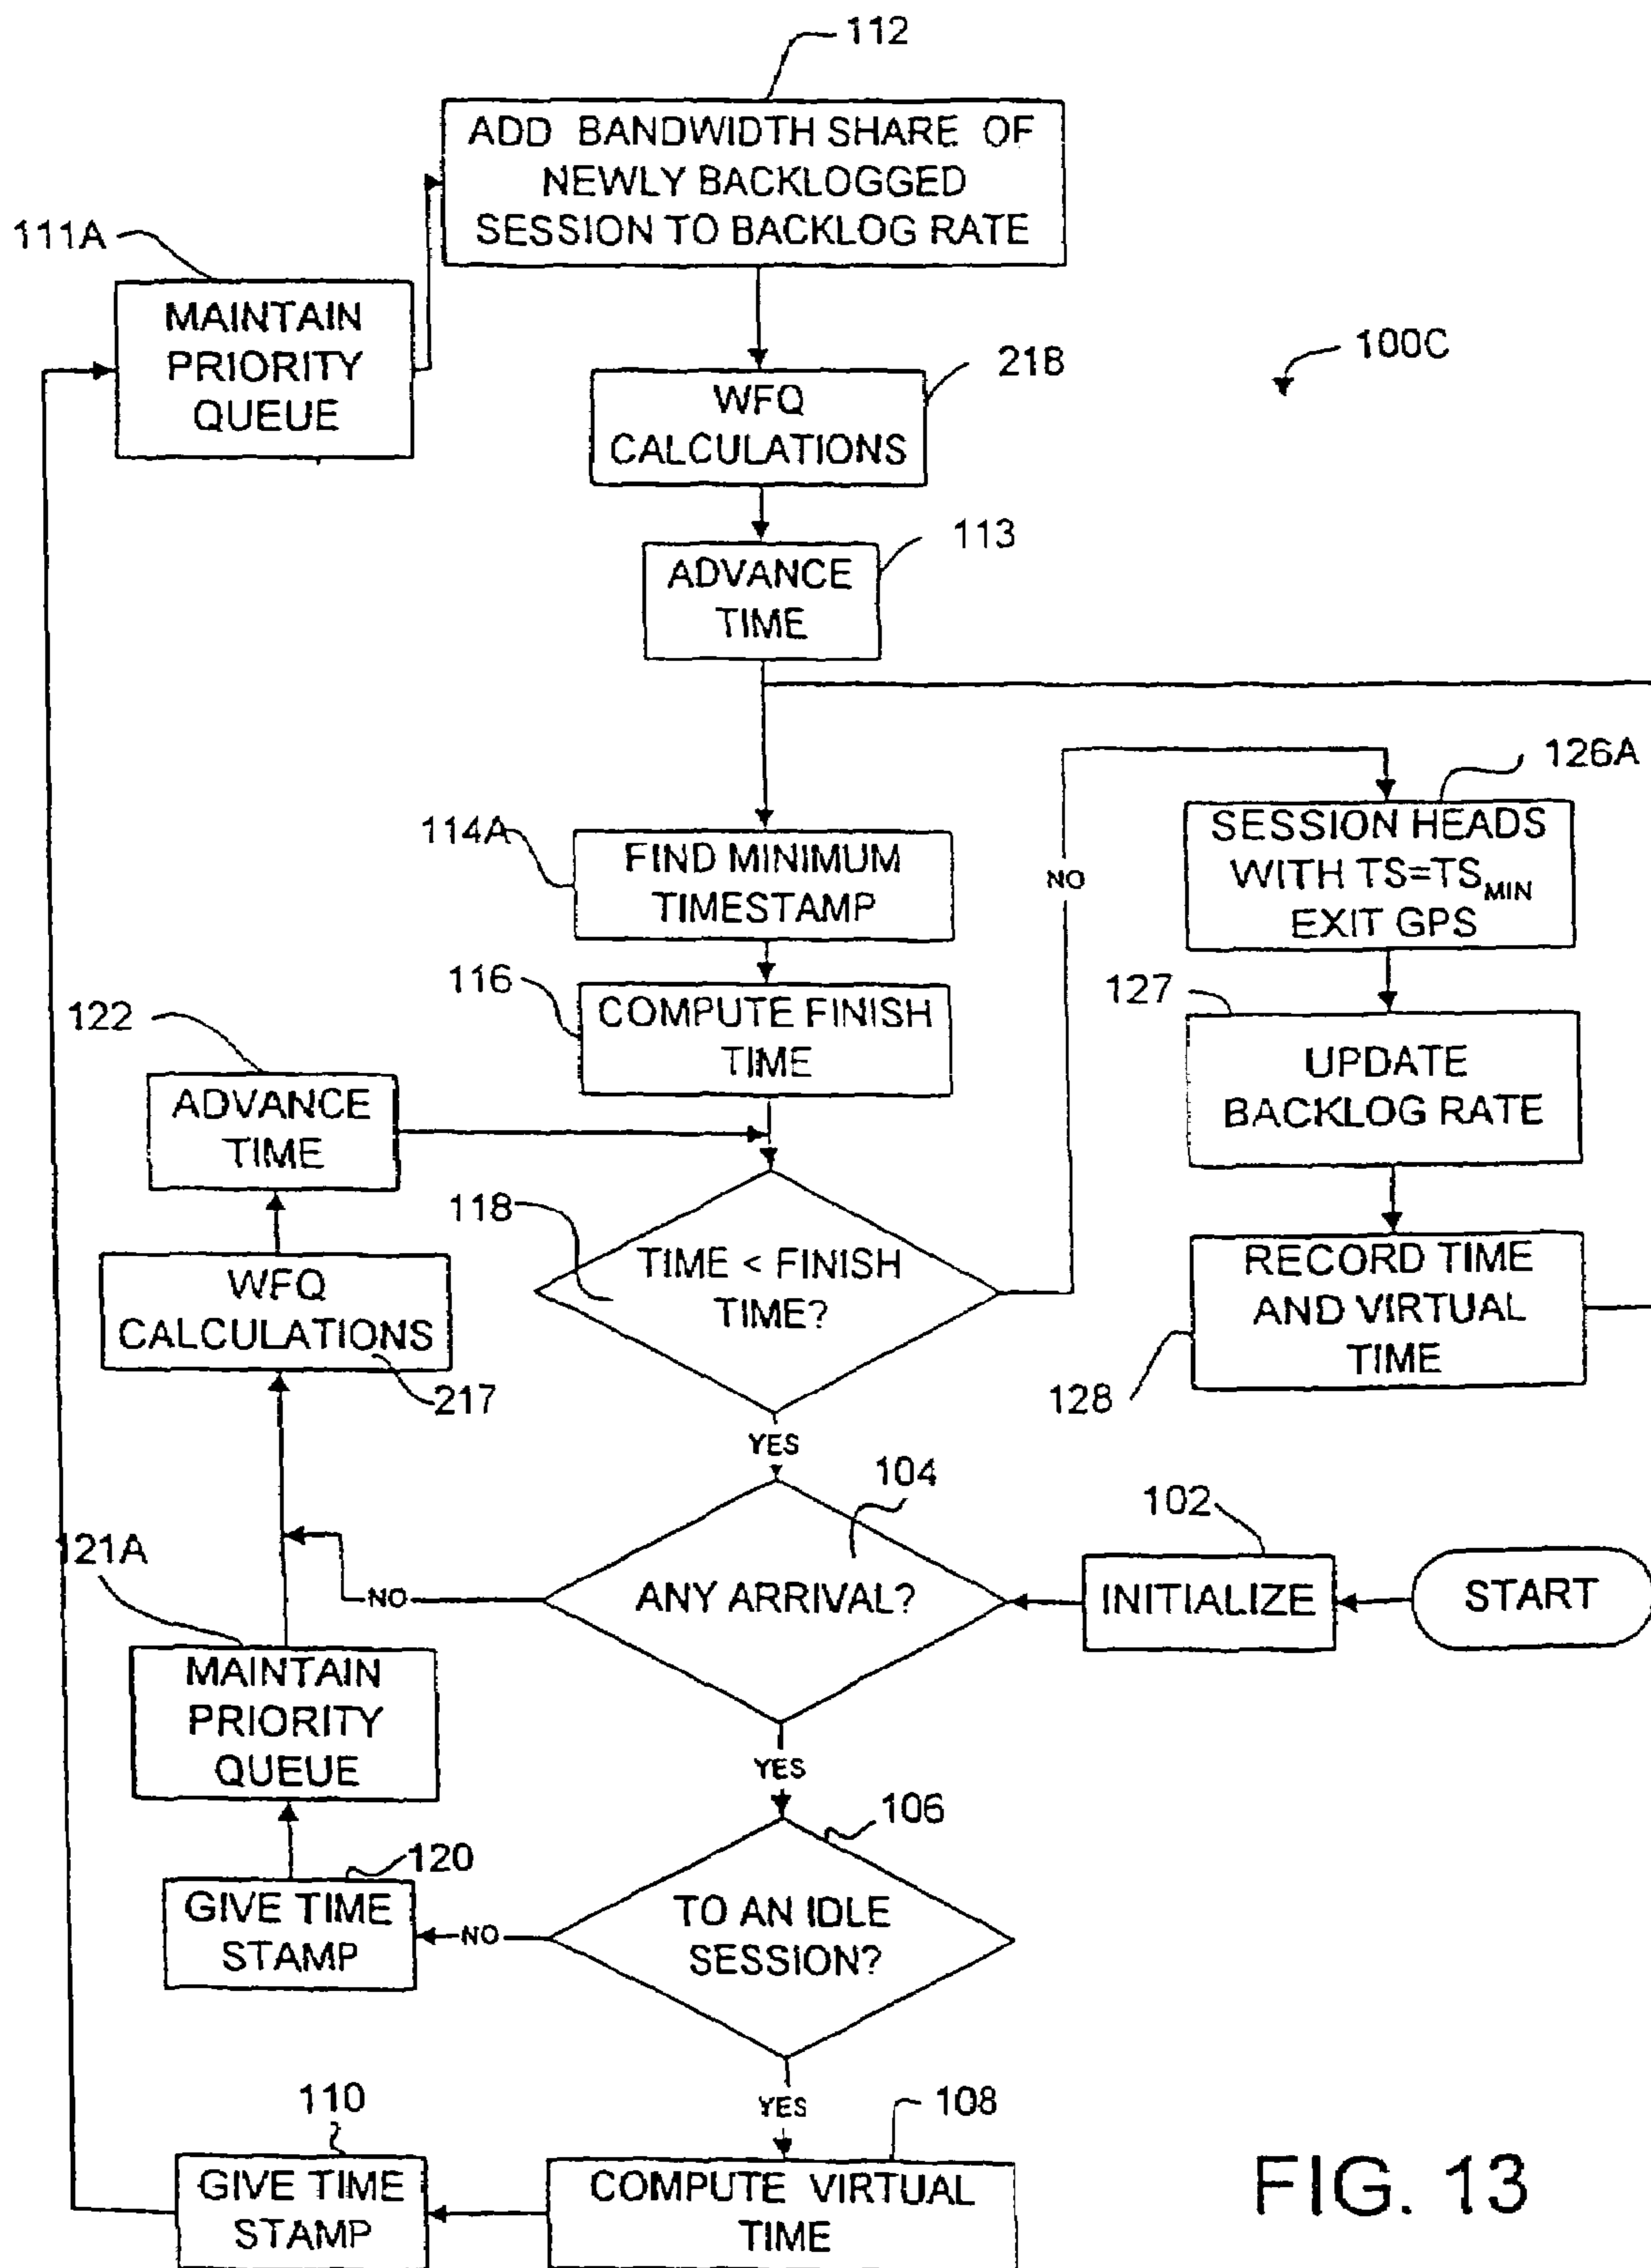 112
ADD BANDWIDTH SHARE OF
NEWLY BACKLOGGED
SESSION TO BACKLOG RATE
111A
MAINTAIN
PRIORITY
QUEUE
100C
218
WFQ
CALCULATIONS
113
ADVANCE
TIME
126A
SESSION HEADS
WITH TS=TSMIN
EXIT GPS
114A
FIND MINIMUM
TIMESTAMP
NO
116
COMPUTE FINISH
TIME
127
UPDATE
BACKLOG RATE
122
ADVANCE
TIME
118
TIME < FINISH
TIME?
WFQ
CALCULATIONS
217
RECORD TIME
AND VIRTUAL
TIME
128
YES
104
ANY ARRIVAL?
102
INITIALIZE
START
NO
121A
MAINTAIN
PRIORITY
QUEUE
YES
106
TO AN IDLE
SESSION?
NO
120
GIVE TIME
STAMP
YES
108
COMPUTE VIRTUAL
TIME
110
GIVE TIME
STAMP
FIG. 13